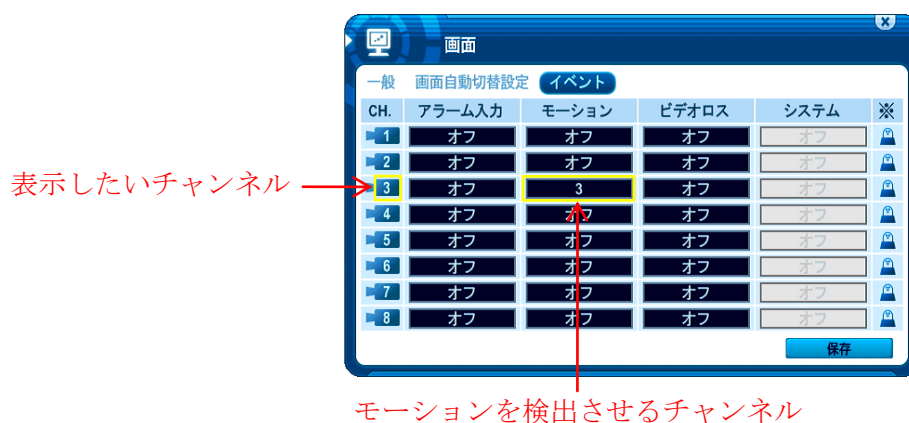 画面
一般 画面自動切替設定 イベント
CH. アラーム入力 モーション ビデオロス システム ※
1 オフ オフ オフ オフ
2 オフ オフ オフ オフ
表示したいチャンネル 3 オフ 3 オフ オフ
4 オフ オフ オフ オフ
5 オフ オフ オフ オフ
6 オフ オフ オフ オフ
7 オフ オフ オフ オフ
8 オフ オフ オフ オフ
保存
モーションを検出させるチャンネル